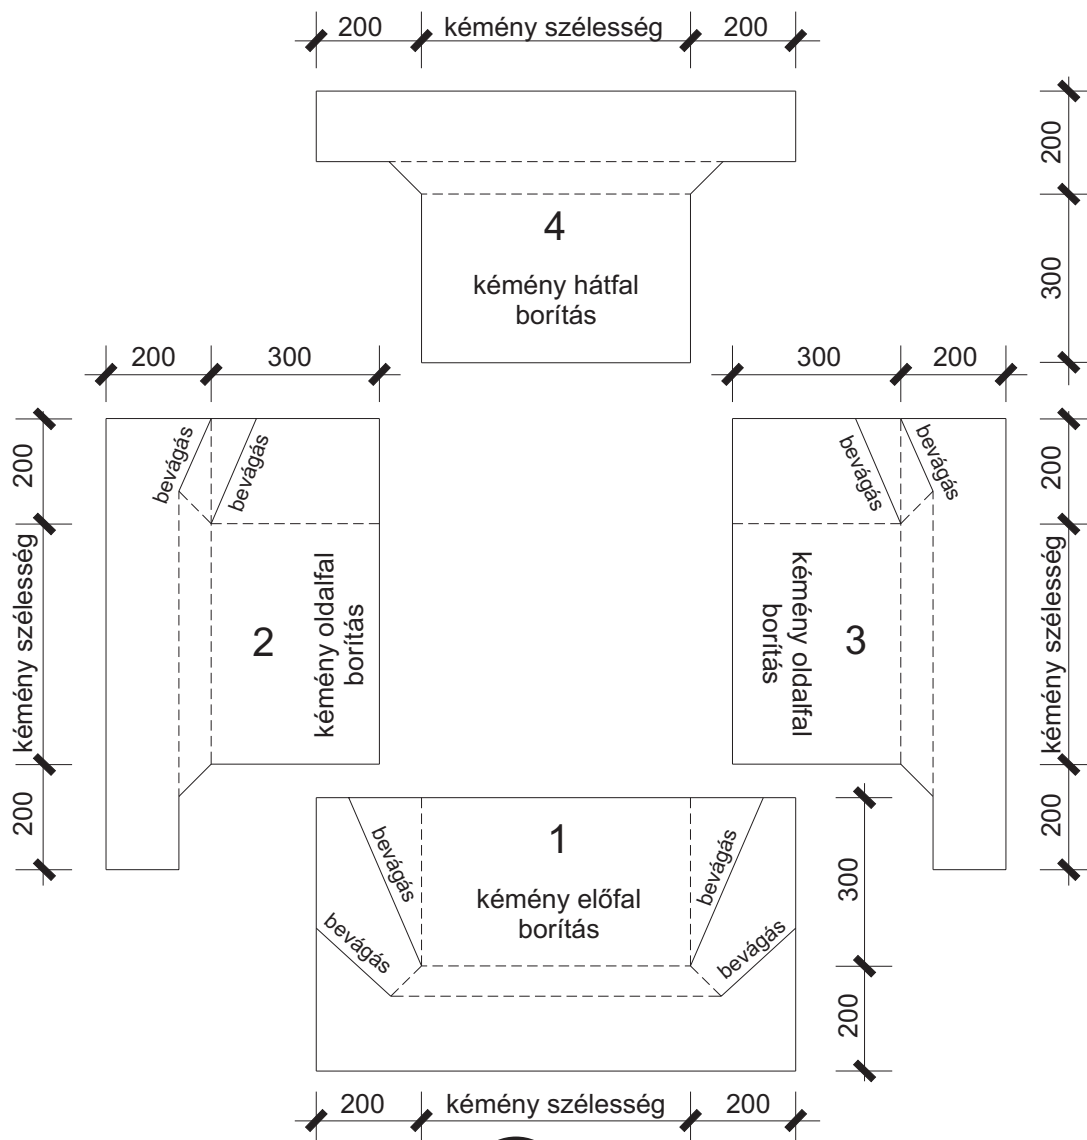 200 kémény szélesség 200
200
300
4
kémény hátfal
borítás
200 300
300 200
200
kémény szélesség
200
bevágás
bevágás
2
kémény oldalfal
borítás
bevágás
bevágás
3
kémény oldalfal
borítás
200
kémény szélesség
200
1
kémény előfal
borítás
bevágás
bevágás
bevágás
bevágás
300
200
200 kémény szélesség 200